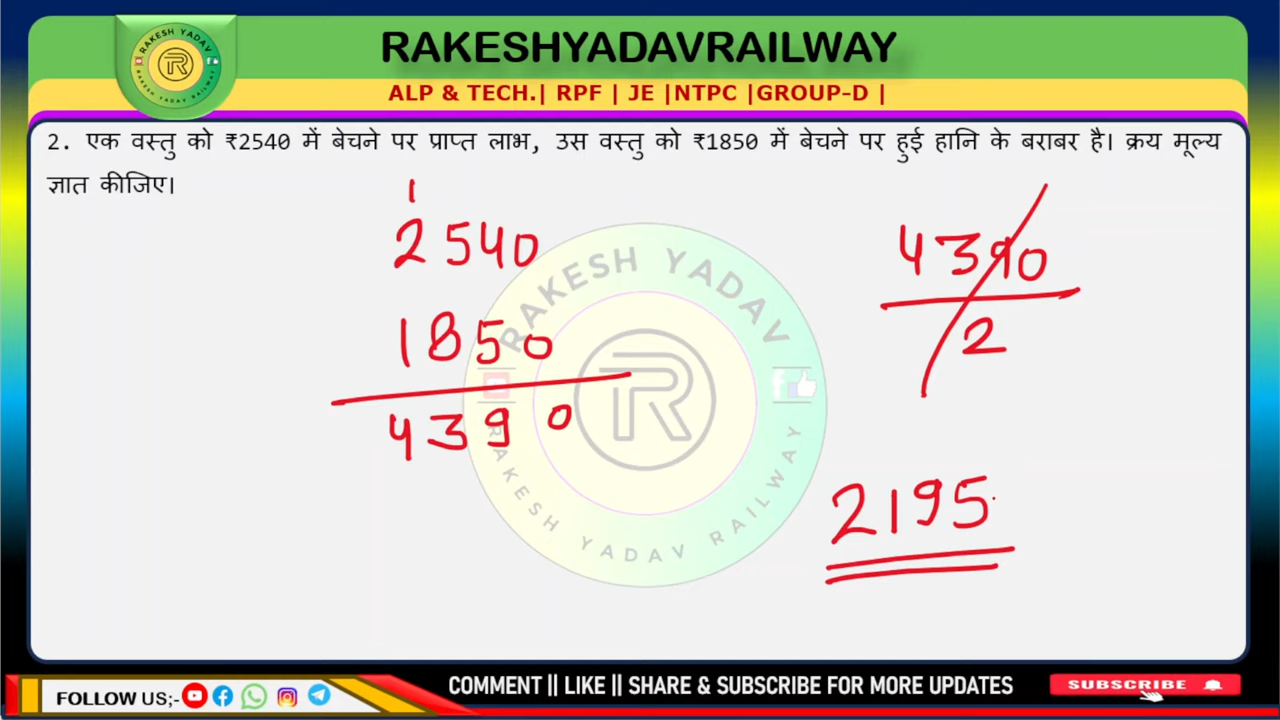 RAKESH YADAV
R
RAKESH YADAV RAILWAY
RAKESHYADAVRAILWAY
ALP & TECH.| RPF | JE |NTPC |GROUP-D |
2. एक वस्तु को ₹2540 में बेचने पर प्राप्त लाभ, उस वस्तु को ₹1850 में बेचने पर हुई हानि के बराबर है। क्रय मूल्य
ज्ञात कीजिए।
1
2540
1850
4390
4390
2
2195
RAKESH YADAV
R
RAKESH YADAV RAILWAY
FOLLOW US;-
COMMENT || LIKE || SHARE & SUBSCRIBE FOR MORE UPDATES
SUBSCRIBE